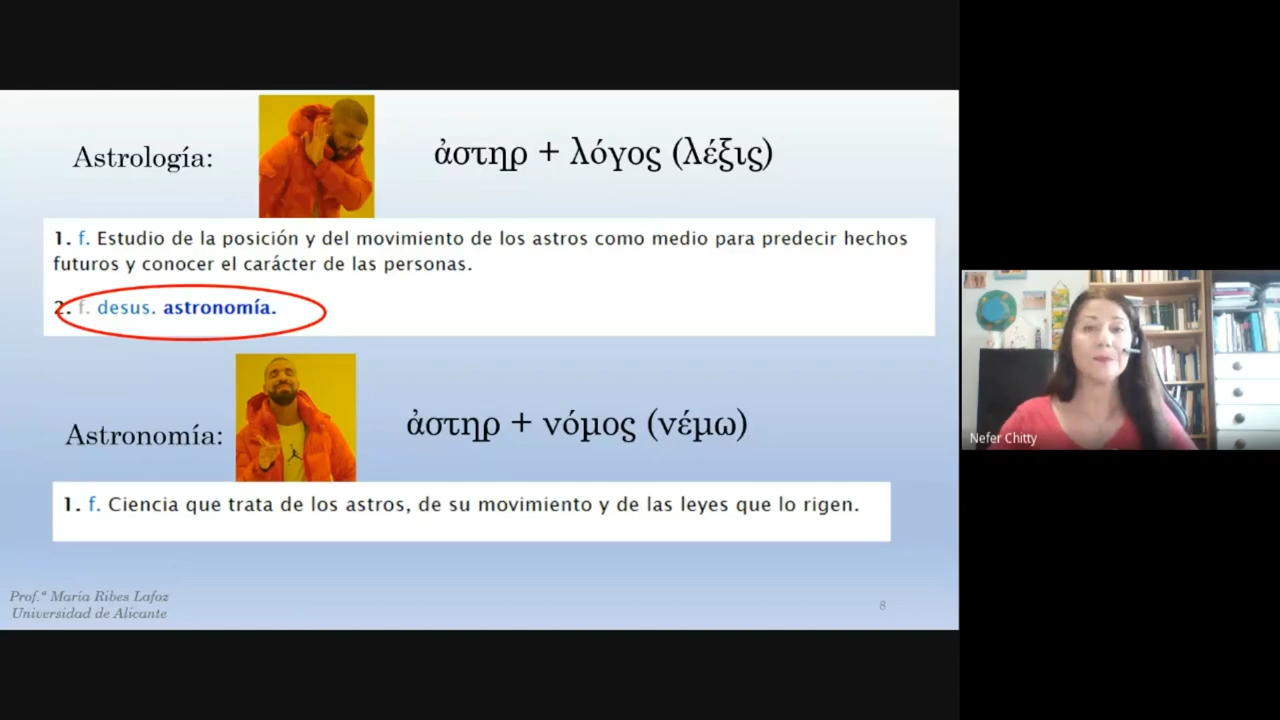 Astrología:
ἀστηρ + λόγος (λέξις)
1. f. Estudio de la posición y del movimiento de los astros como medio para predecir hechos
futuros y conocer el carácter de las personas.
2. f. desus. astronomía.
Astronomía:
ἀστηρ + νόμος (νέμω)
1. f. Ciencia que trata de los astros, de su movimiento y de las leyes que lo rigen.
Prof.ª María Ribes Lafoz
Universidad de Alicante
8
Nefer Chitty